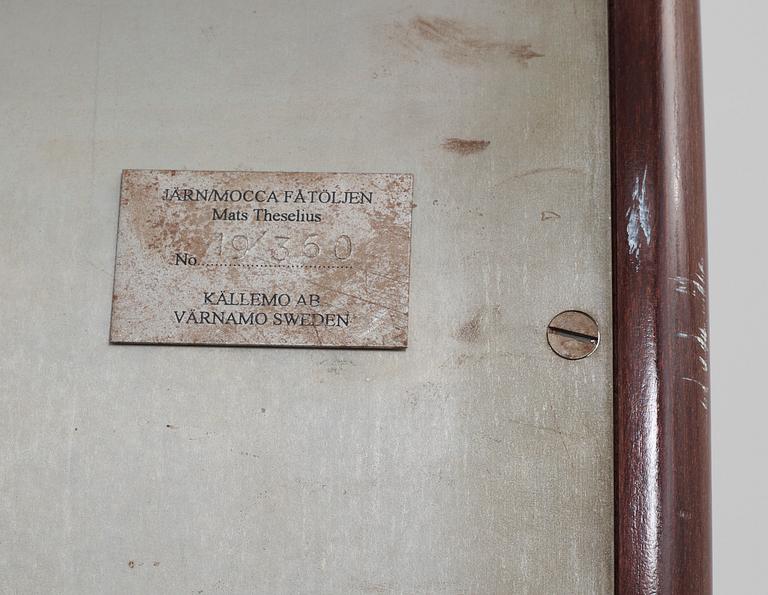 JÄRN/MOCCA FÅTÖLJEN
Mats Theselius
No. 19/360
KÄLLEMO AB
VÄRNAMO SWEDEN